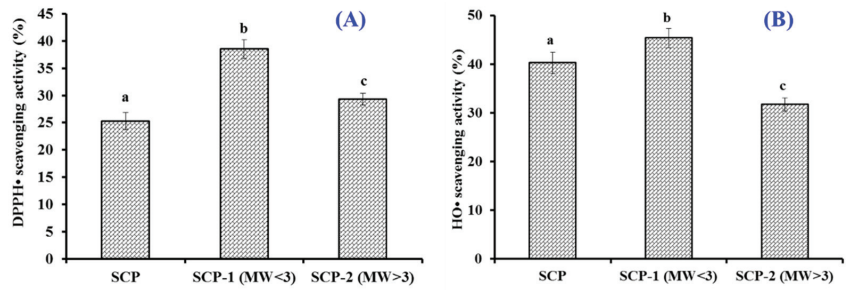 (A)
DPPH• scavenging activity (%)
45
40
35
30
25
20
15
10
5
0
a
b
c
SCP
SCP-1 (MW<3)
SCP-2 (MW>3)
(B)
HO• scavenging activity (%)
50
40
30
20
10
0
a
b
c
SCP
SCP-1 (MW<3)
SCP-2 (MW>3)